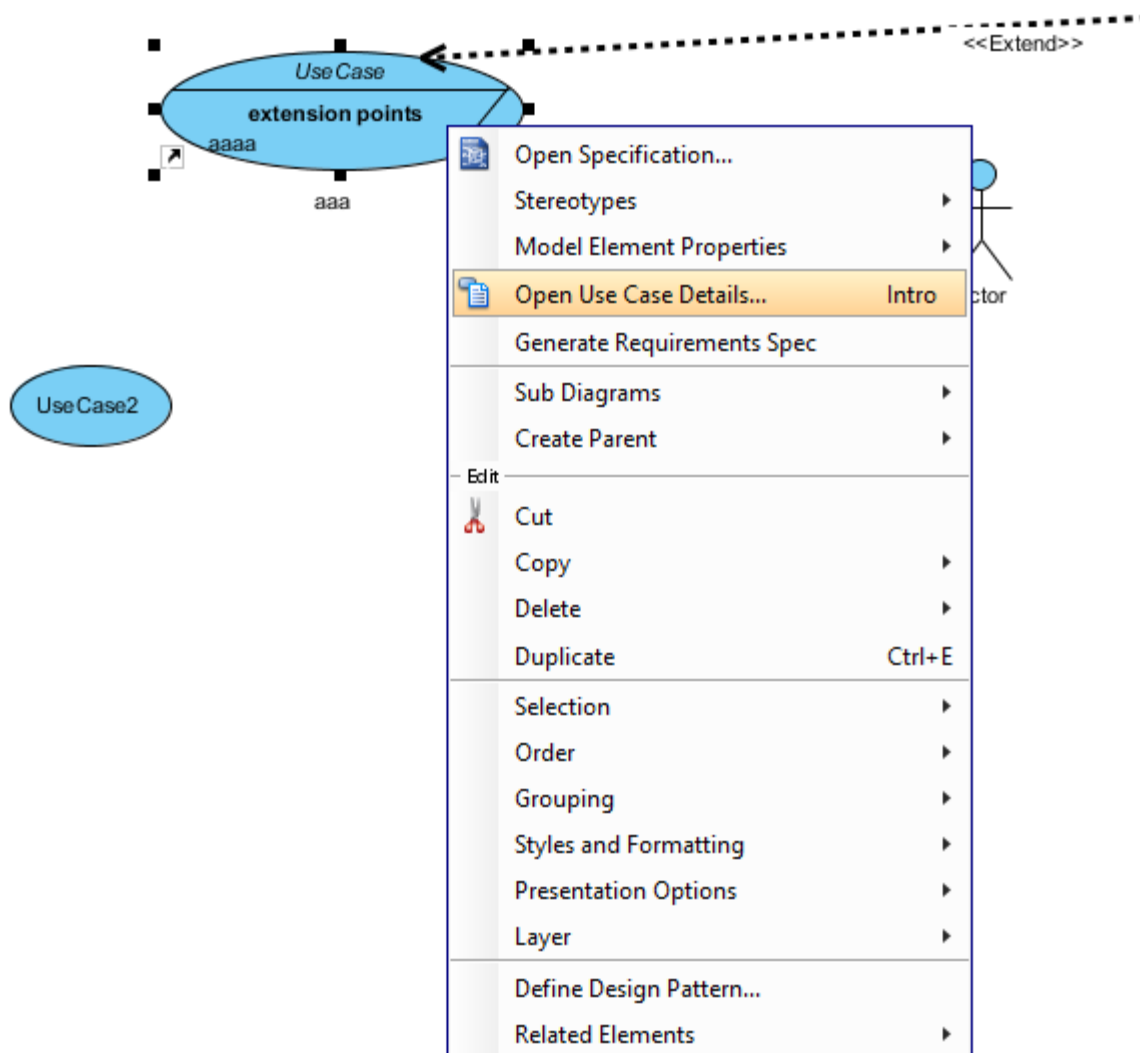 <<Extend>>
UseCase
extension points
aaaa
aaa
Open Specification...
Stereotypes
Model Element Properties
Open Use Case Details... Intro
ctor
Generate Requirements Spec
Sub Diagrams
UseCase2
Create Parent
Edit
Cut
Copy
Delete
Duplicate Ctrl+E
Selection
Order
Grouping
Styles and Formatting
Presentation Options
Layer
Define Design Pattern...
Related Elements